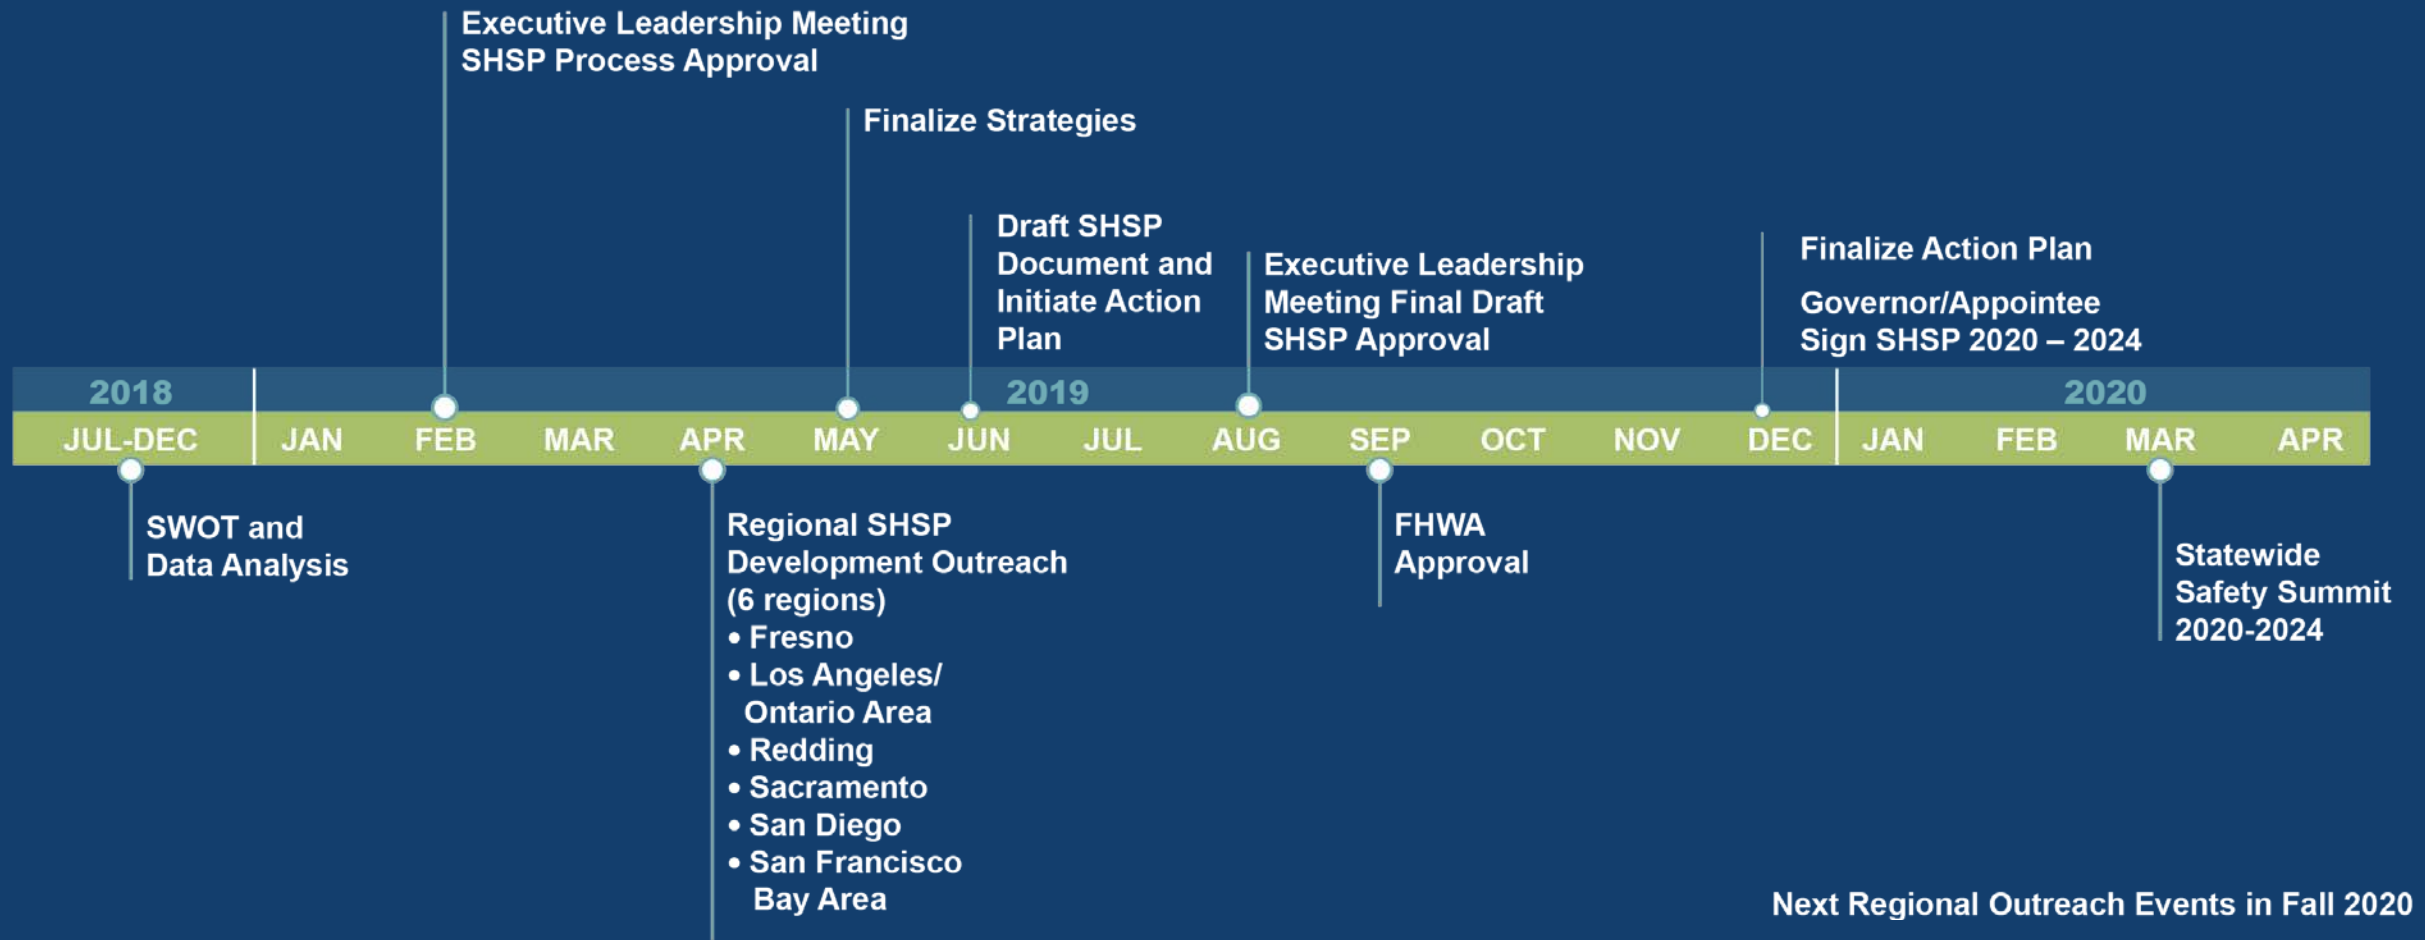 Executive Leadership Meeting
SHSP Process Approval
Finalize Strategies
Draft SHSP
Document and
Initiate Action
Plan
Executive Leadership
Meeting Final Draft
SHSP Approval
Finalize Action Plan
Governor/Appointee
Sign SHSP 2020 – 2024
2018 2019 2020
JUL-DEC JAN FEB MAR APR MAY JUN JUL AUG SEP OCT NOV DEC JAN FEB MAR APR
SWOT and
Data Analysis
Regional SHSP
Development Outreach
(6 regions)
• Fresno
• Los Angeles/
Ontario Area
• Redding
• Sacramento
• San Diego
• San Francisco
Bay Area
FHWA
Approval
Statewide
Safety Summit
2020-2024
Next Regional Outreach Events in Fall 2020